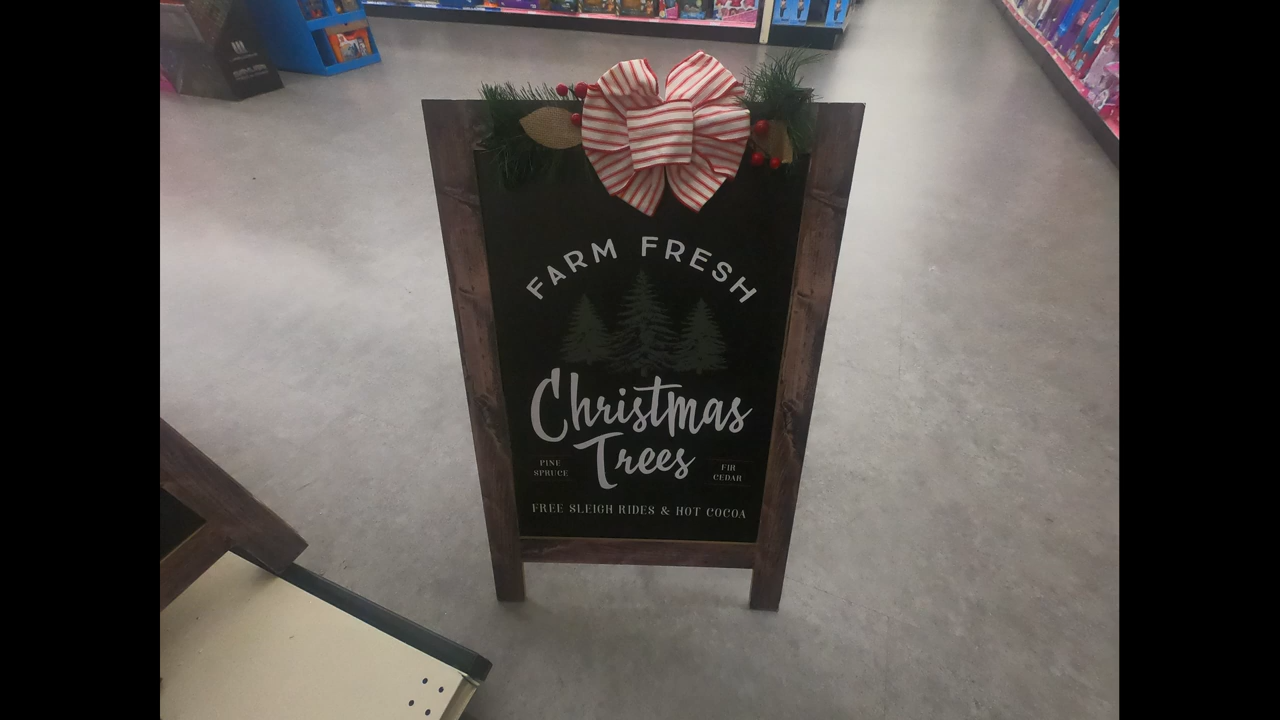 FARM FRESH
Christmas
Trees
PINE
SPRUCE
FIR
CEDAR
FREE SLEIGH RIDES & HOT COCOA